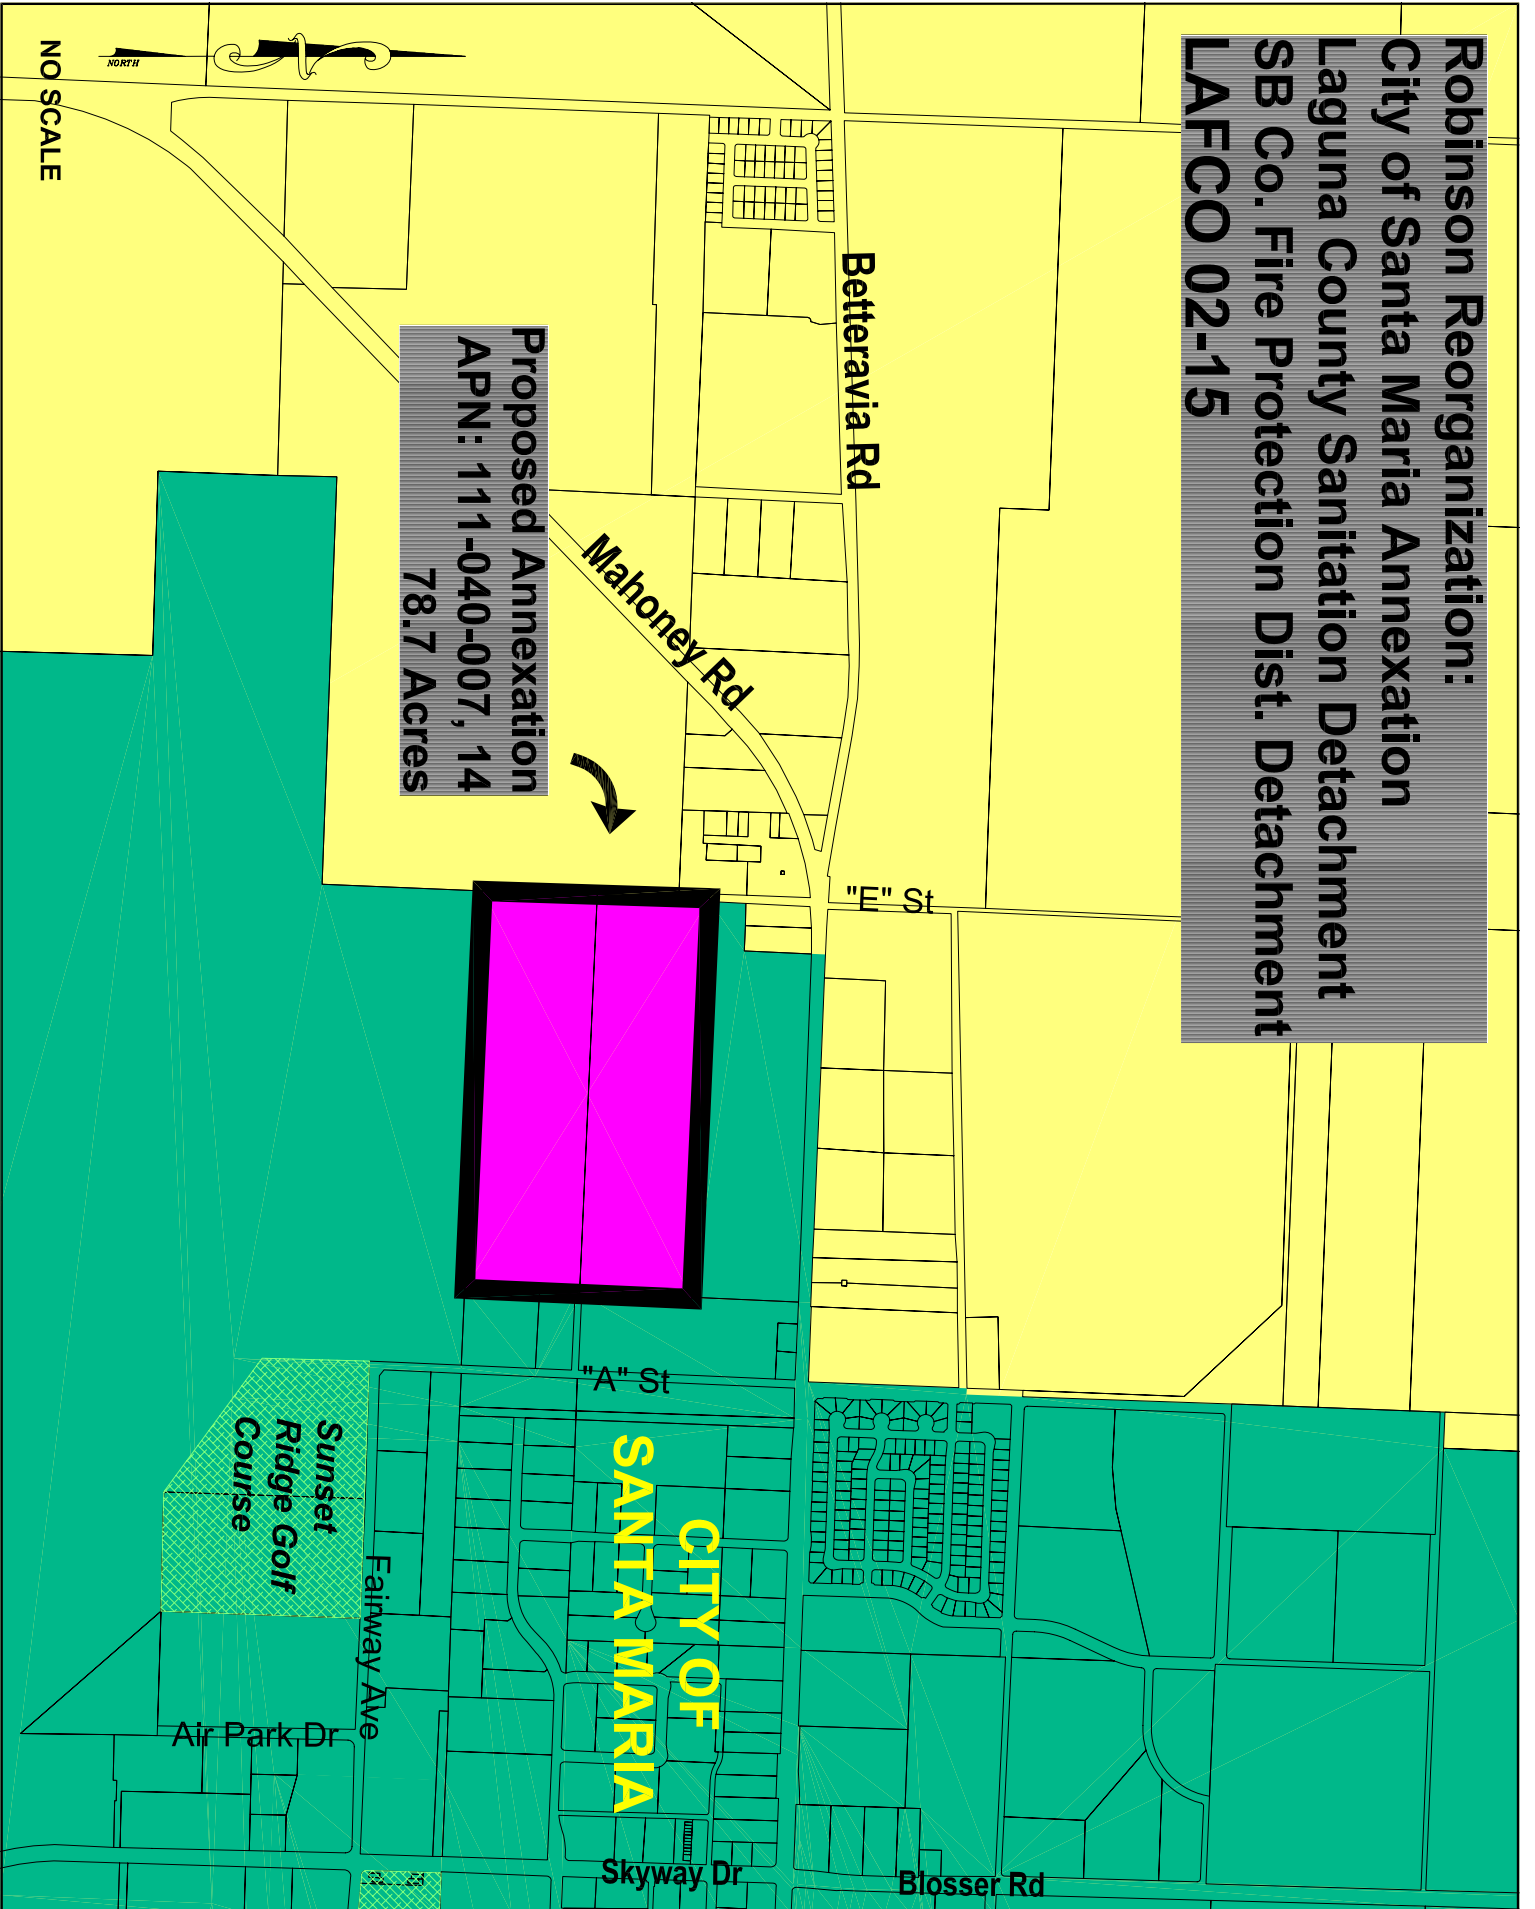 Robinson Reorganization:
City of Santa Maria Annexation
Laguna County Sanitation Detachment
SB Co. Fire Protection Dist. Detachment
LAFCO 02-15
NORTH
NO SCALE
Betteravia Rd
Mahoney Rd
Proposed Annexation
APN: 111-040-007, 14
78.7 Acres
"E" St
"A" St
CITY OF
SANTA MARIA
Sunset
Ridge Golf
Course
Fairway Ave
Air Park Dr
Skyway Dr
Blosser Rd